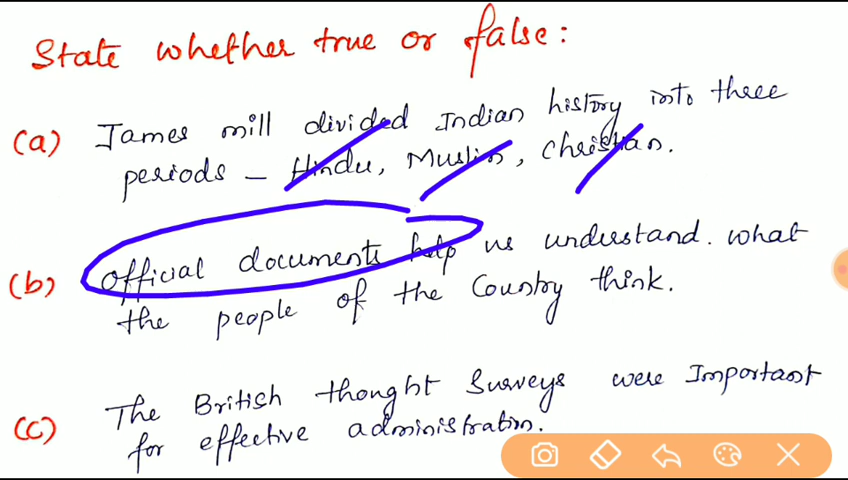 State whether true or false:
(a) James mill divided Indian history into three
periods - Hindu, Muslim, Christian.
(b) official documents help us understand. what
the people of the Country think.
(c) The British thought Surveys were Important
for effective administration.